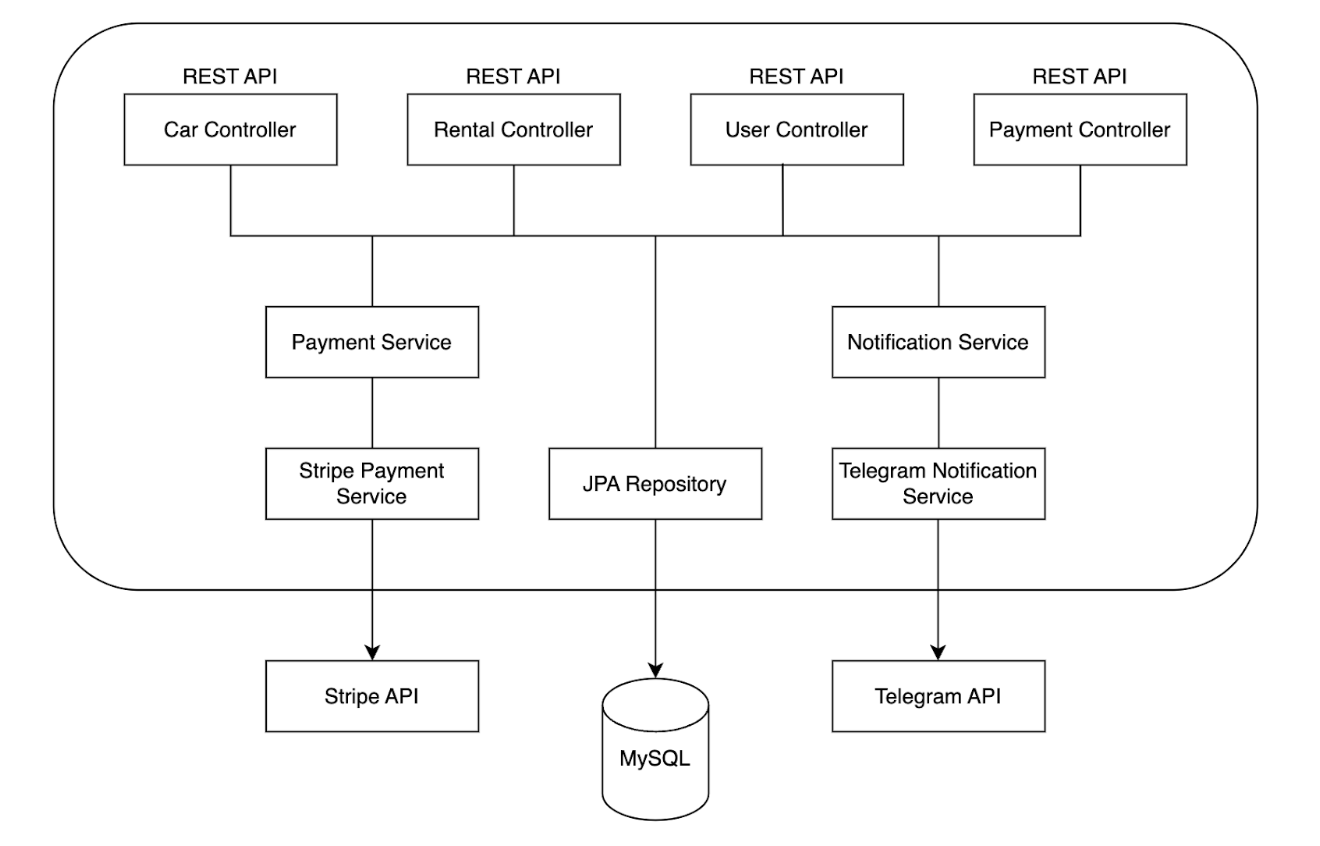 REST API
REST API
REST API
REST API
Car Controller
Rental Controller
User Controller
Payment Controller
Payment Service
Notification Service
Stripe Payment
Service
JPA Repository
Telegram Notification
Service
Stripe API
Telegram API
MySQL